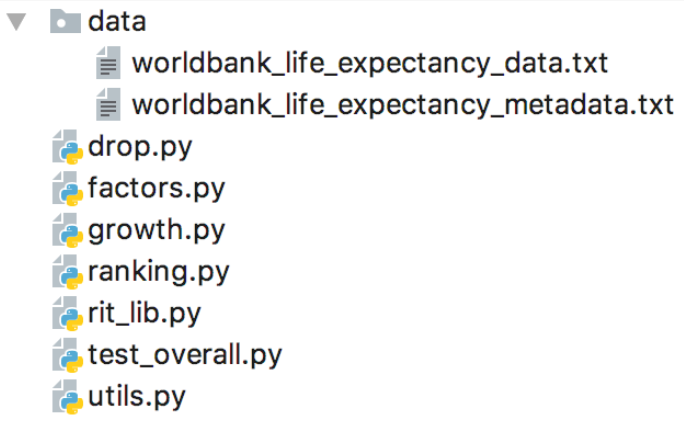 data
worldbank_life_expectancy_data.txt
worldbank_life_expectancy_metadata.txt
drop.py
factors.py
growth.py
ranking.py
rit_lib.py
test_overall.py
utils.py